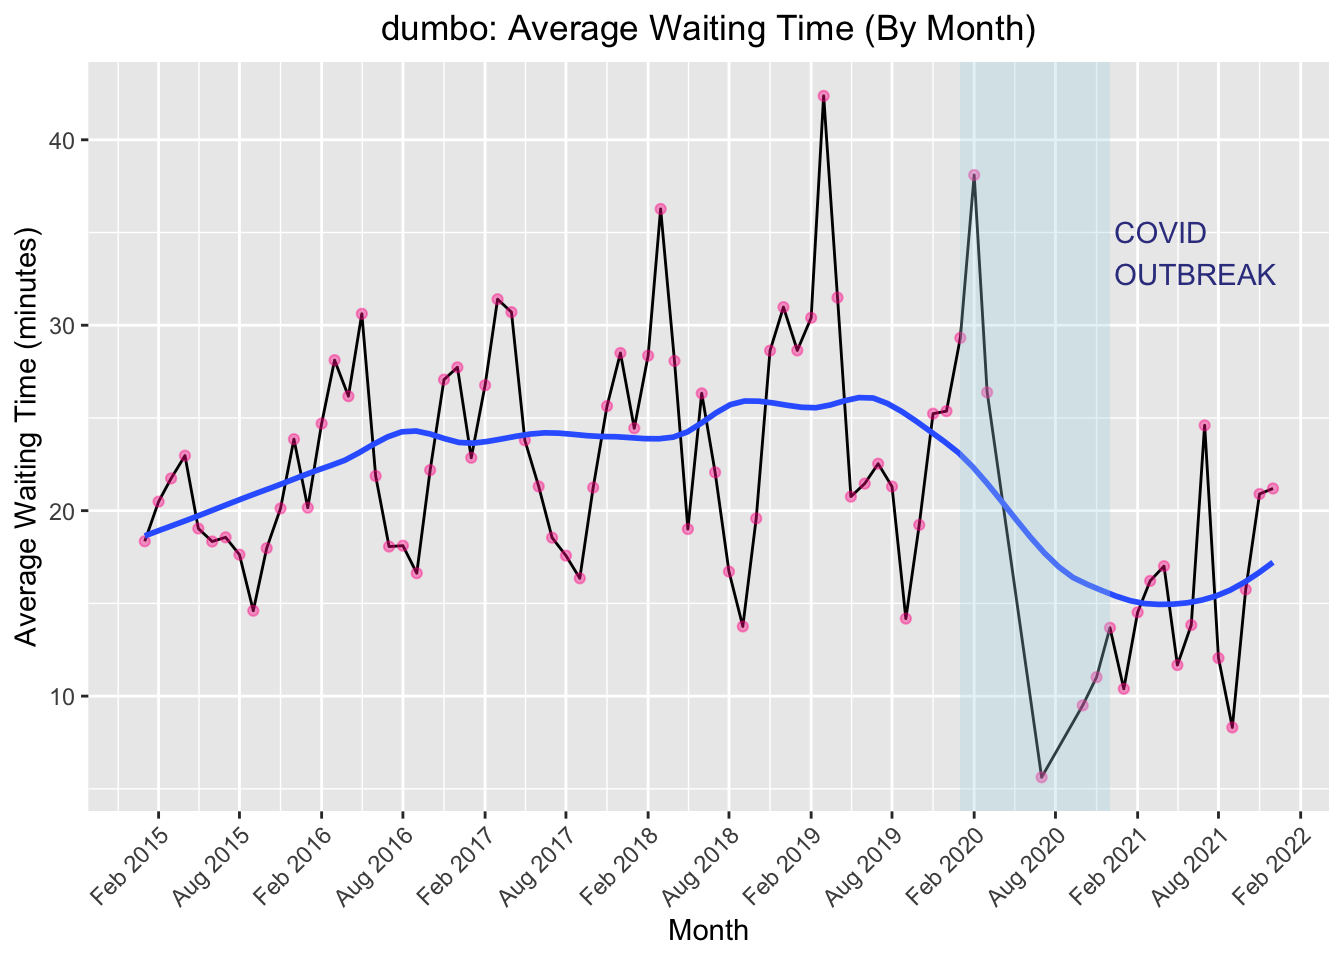 dumbo: Average Waiting Time (By Month)
Average Waiting Time (minutes)
40
30
20
10
COVID
OUTBREAK
Feb 2015
Aug 2015
Feb 2016
Aug 2016
Feb 2017
Aug 2017
Feb 2018
Aug 2018
Feb 2019
Aug 2019
Feb 2020
Aug 2020
Feb 2021
Aug 2021
Feb 2022
Month